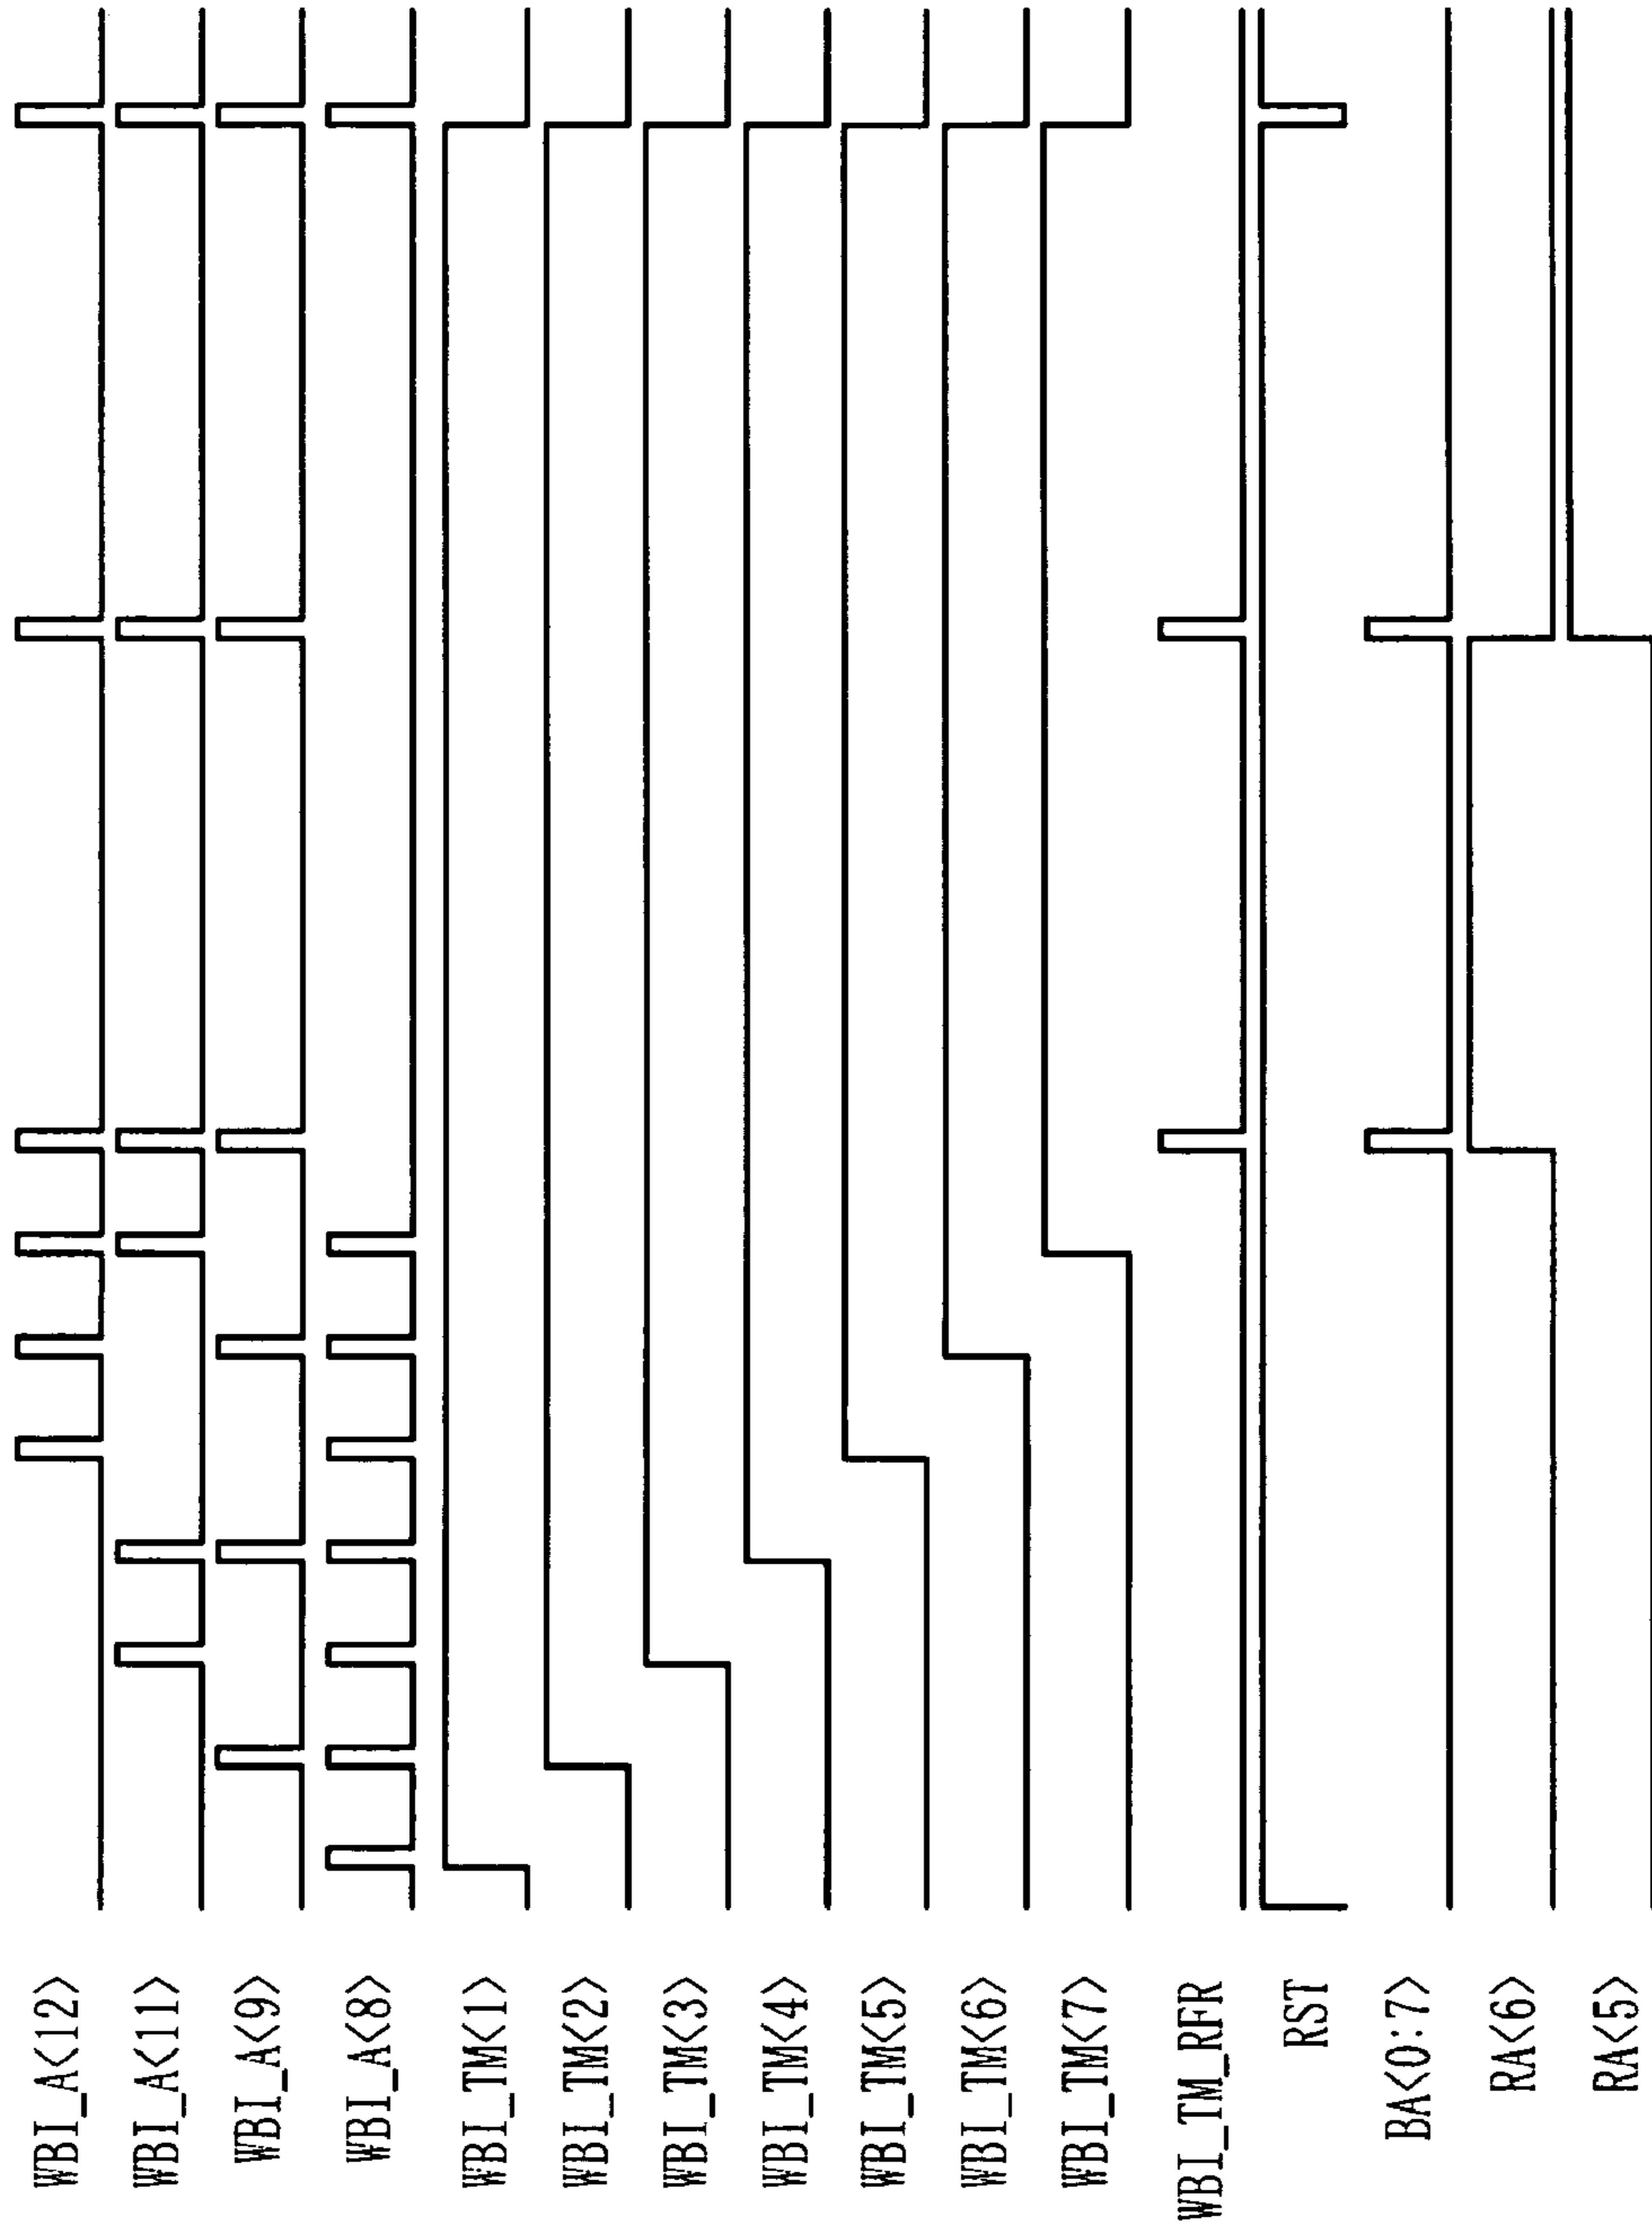 WBI_A<12>
WBI_A<11>
WBI_A<9>
WBI_A<8>
WBI_TM<1>
WBI_TM<2>
WBI_TM<3>
WBI_TM<4>
WBI_TM<5>
WBI_TM<6>
WBI_TM<7>
WBI_TM_RFR
RST
BA<0:7>
RA<6>
RA<5>